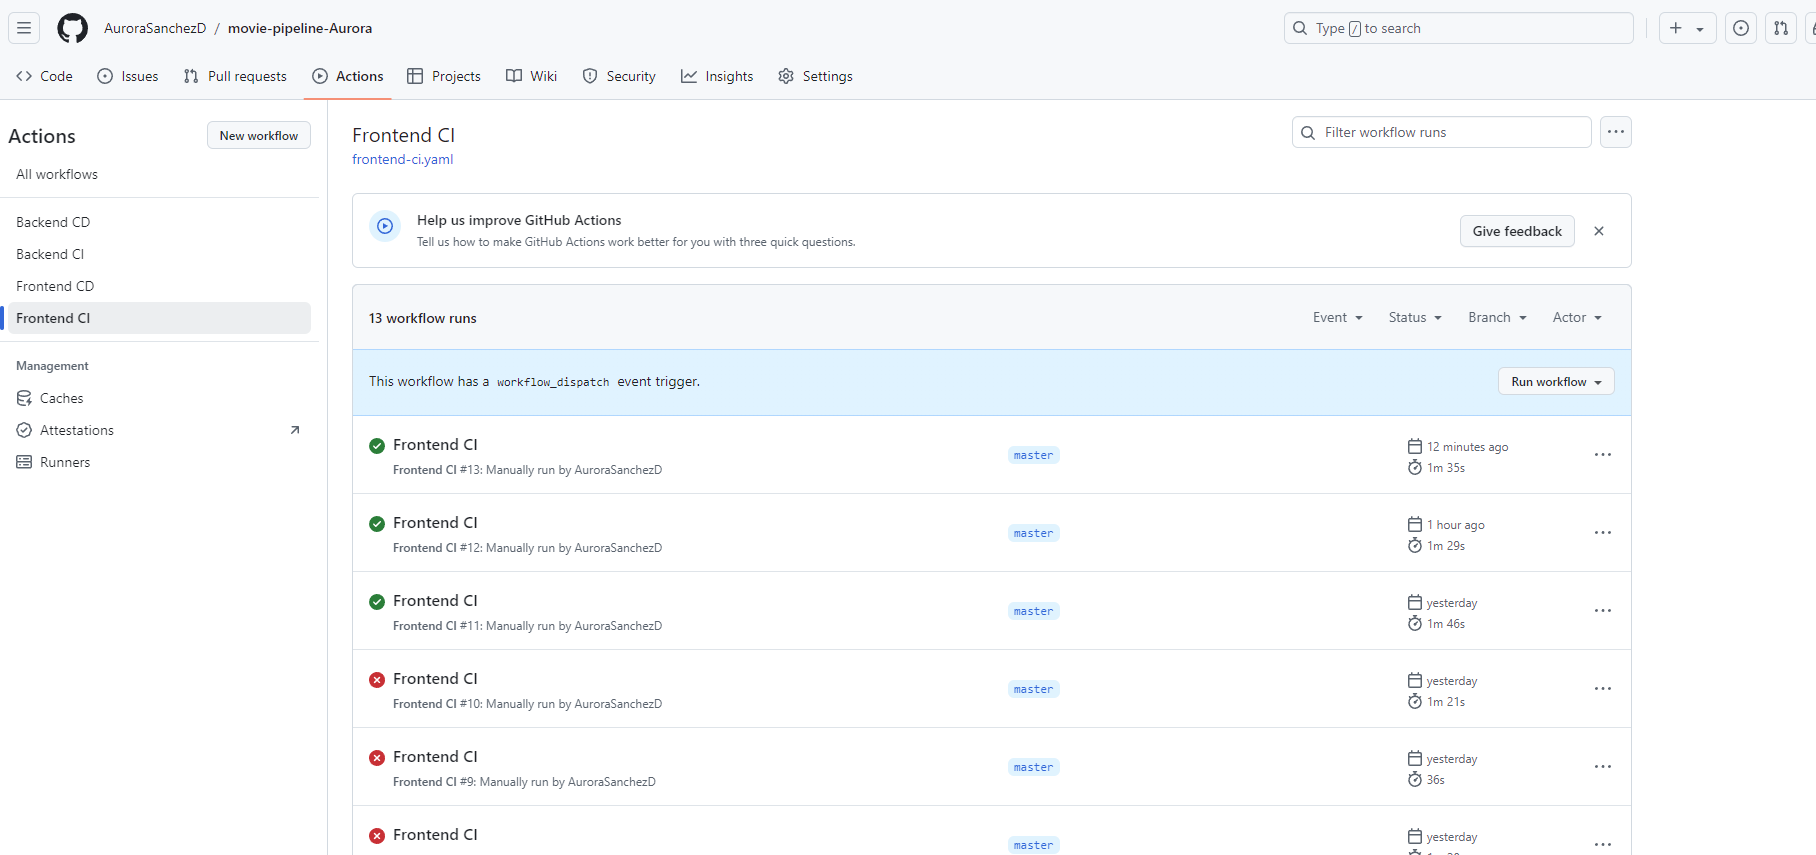 AuroraSanchezD / movie-pipeline-Aurora
Type / to search
Code Issues Pull requests Actions Projects Wiki Security Insights Settings
Actions
New workflow
All workflows
Backend CD
Backend CI
Frontend CD
Frontend CI
Management
Caches
Attestations
Runners
Frontend CI
frontend-ci.yaml
Filter workflow runs
Help us improve GitHub Actions
Tell us how to make GitHub Actions work better for you with three quick questions.
Give feedback
13 workflow runs
Event Status Branch Actor
This workflow has a workflow_dispatch event trigger.
Run workflow
Frontend CI
Frontend CI #13: Manually run by AuroraSanchezD
master
12 minutes ago
1m 35s
Frontend CI
Frontend CI #12: Manually run by AuroraSanchezD
master
1 hour ago
1m 29s
Frontend CI
Frontend CI #11: Manually run by AuroraSanchezD
master
yesterday
1m 46s
Frontend CI
Frontend CI #10: Manually run by AuroraSanchezD
master
yesterday
1m 21s
Frontend CI
Frontend CI #9: Manually run by AuroraSanchezD
master
yesterday
36s
Frontend CI
master
yesterday